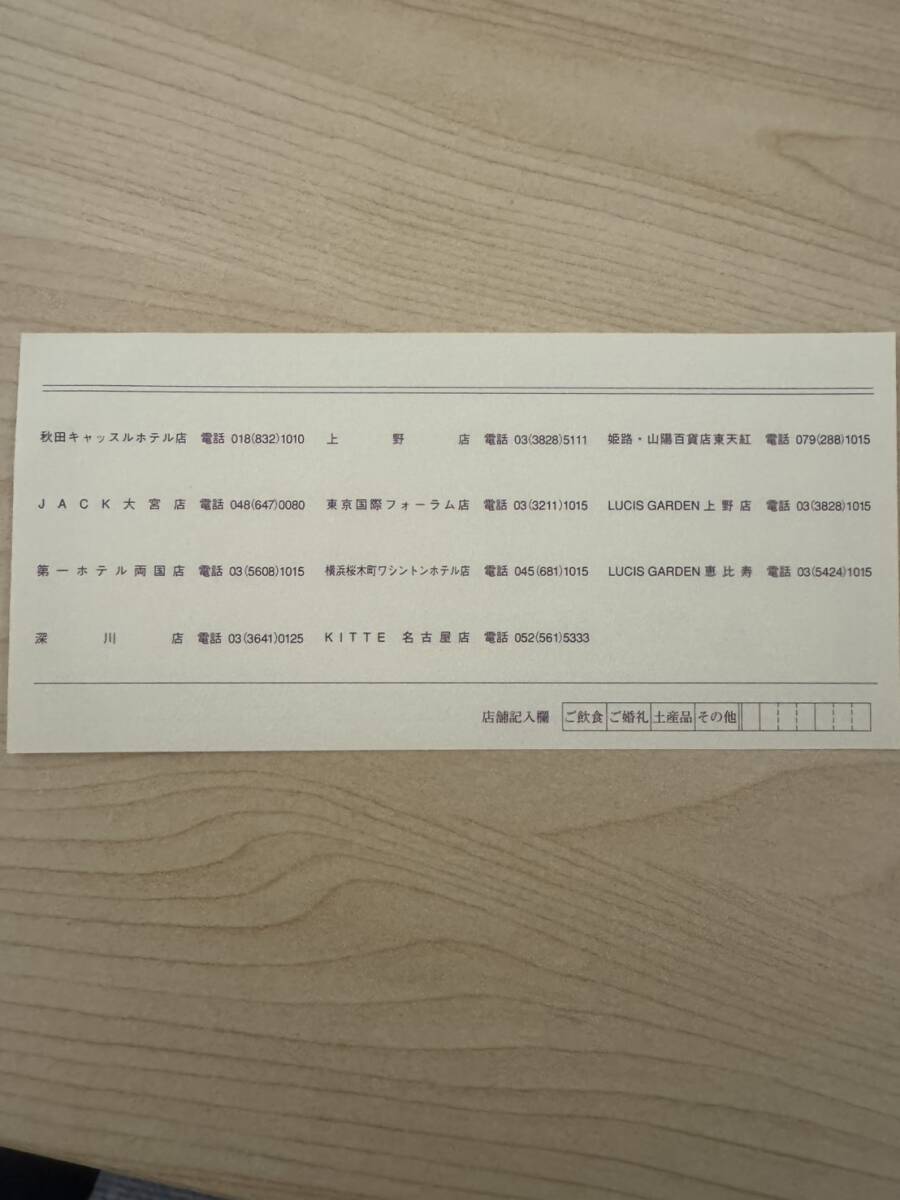 秋田キャッスルホテル店 電話 018(832)1010 上野店 電話 03(3828)5111 姫路・山陽百貨店東天紅 電話 079(288)1015
JACK大宮店 電話 048(647)0080 東京国際フォーラム店 電話 03(3211)1015 LUCIS GARDEN 上野店 電話 03(3828)1015
第一ホテル両国店 電話 03(5608)1015 横浜桜木町ワシントンホテル店 電話 045(681)1015 LUCIS GARDEN 恵比寿 電話 03(5424)1015
深川店 電話 03(3641)0125 KITTE 名古屋店 電話 052(561)5333
店舗記入欄 ご飲食 ご婚礼 土産品 その他